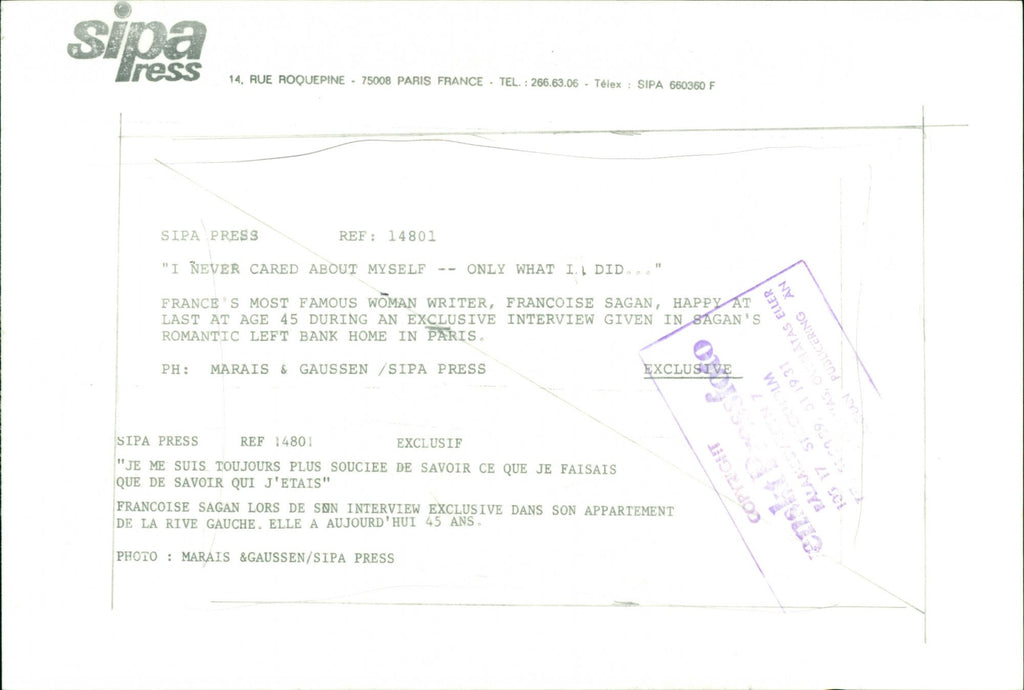 sipa
Press
14, RUE ROQUEPINE - 75008 PARIS FRANCE - TEL. : 266.63.06 - Télex : SIPA 660360 F
SIPA PRESS REF: 14801
"I NEVER CARED ABOUT MYSELF -- ONLY WHAT I DID..."
FRANCE'S MOST FAMOUS WOMAN WRITER, FRANCOISE SAGAN, HAPPY AT
LAST AT AGE 45 DURING AN EXCLUSIVE INTERVIEW GIVEN IN SAGAN'S
ROMANTIC LEFT BANK HOME IN PARIS.
PH: MARAIS & GAUSSEN /SIPA PRESS EXCLUSIVE
SIPA PRESS REF 14801 EXCLUSIF
"JE ME SUIS TOUJOURS PLUS SOUCIEE DE SAVOIR CE QUE JE FAISAIS
QUE DE SAVOIR QUI J'ETAIS"
FRANCOISE SAGAN LORS DE SON INTERVIEW EXCLUSIVE DANS SON APPARTEMENT
DE LA RIVE GAUCHE. ELLE A AUJOURD'HUI 45 ANS.
PHOTO : MARAIS &GAUSSEN/SIPA PRESS
COPYRIGHT